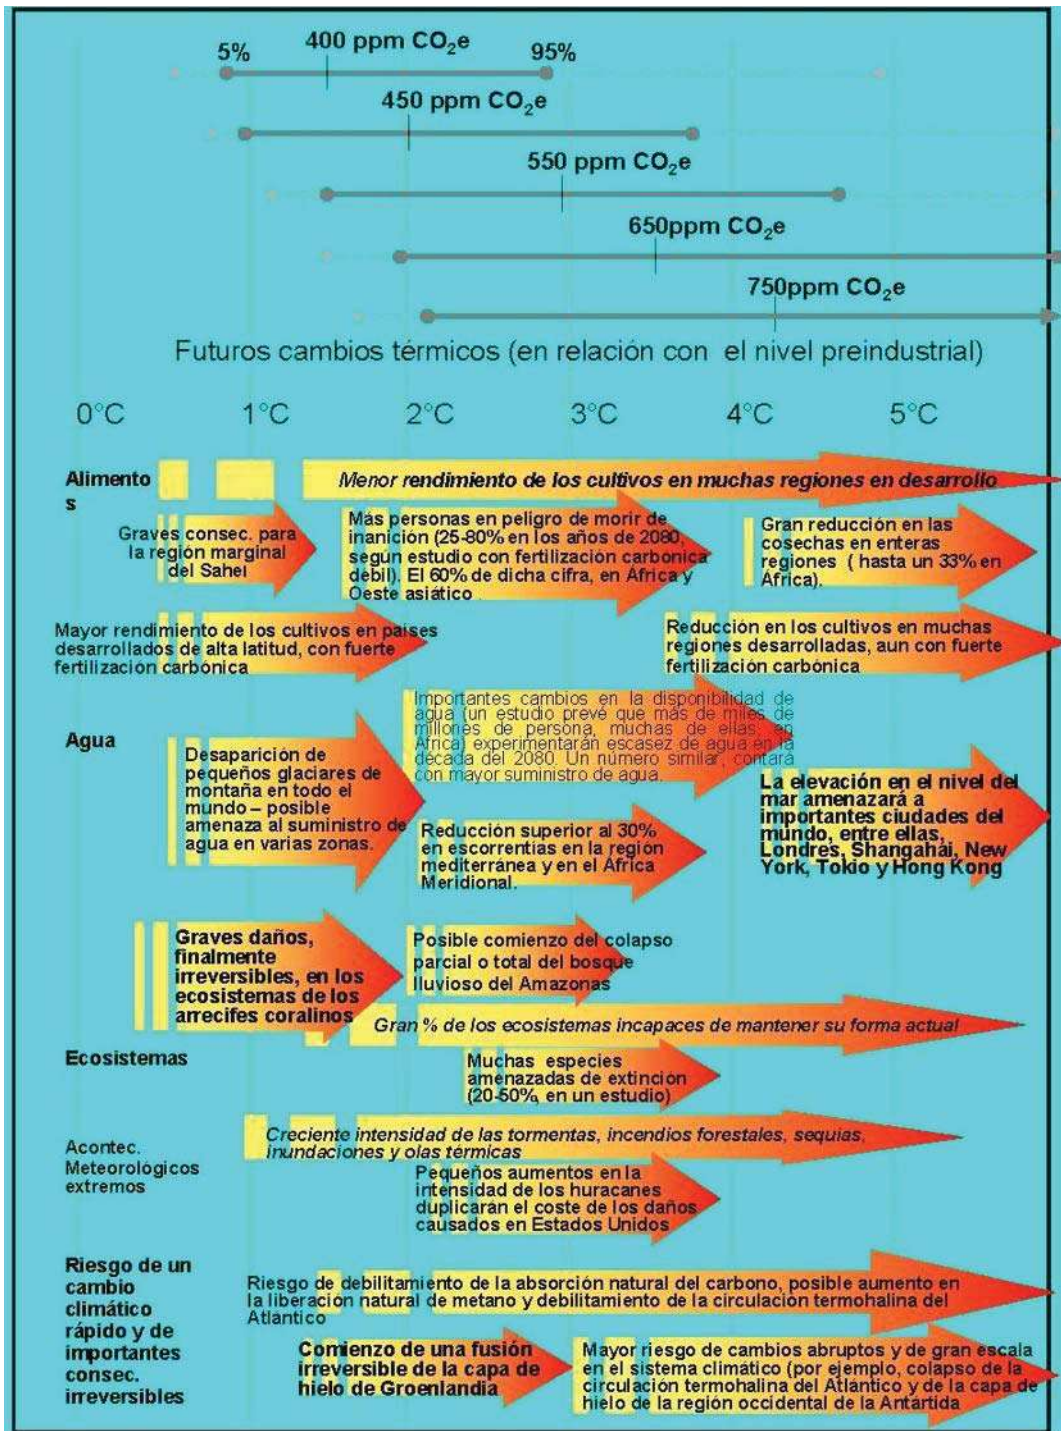 400 ppm CO₂e
5%
95%
450 ppm CO₂e
550 ppm CO₂e
650ppm CO₂e
750ppm CO₂e
Futuros cambios térmicos (en relación con el nivel preindustrial)
0°C 1°C 2°C 3°C 4°C 5°C
Alimento
s
Menor rendimiento de los cultivos en muchas regiones en desarrollo
Graves consec. para
la región marginal
del Sahel
Más personas en peligro de morir de
inanición (25-80% en los años de 2080,
según estudio con fertilización carbónica
débil). El 60% de dicha cifra, en África y
Oeste asiático
Gran reducción en las
cosechas en enteras
regiones ( hasta un 33% en
África).
Mayor rendimiento de los cultivos en países
desarrollados de alta latitud, con fuerte
fertilización carbónica
Reducción en los cultivos en muchas
regiones desarrolladas, aun con fuerte
fertilización carbónica
Agua
Importantes cambios en la disponibilidad de
agua (un estudio prevé que más de miles de
millones de persona, muchas de ellas, en
África) experimentarán escasez de agua en la
década del 2080. Un número similar, contará
con mayor suministro de agua.
Desaparición de
pequeños glaciares de
montaña en todo el
mundo – posible
amenaza al suministro de
agua en varias zonas.
Reducción superior al 30%
en escorrentías en la región
mediterránea y en el África
Meridional.
La elevación en el nivel del
mar amenazará a
importantes ciudades del
mundo, entre ellas,
Londres, Shangahái, New
York, Tokio y Hong Kong
Graves daños,
finalmente
irreversibles, en los
ecosistemas de los
arrecifes coralinos
Posible comienzo del colapso
parcial o total del bosque
lluvioso del Amazonas
Gran % de los ecosistemas incapaces de mantener su forma actual
Ecosistemas
Muchas especies
amenazadas de extinción
(20-50%, en un estudio)
Acontec.
Meteorológicos
extremos
Creciente intensidad de las tormentas, incendios forestales, sequías,
inundaciones y olas térmicas
Pequeños aumentos en la
intensidad de los huracanes
duplicarán el coste de los daños
causados en Estados Unidos
Riesgo de un
cambio
climático
rápido y de
importantes
consec.
irreversibles
Riesgo de debilitamiento de la absorción natural del carbono, posible aumento en
la liberación natural de metano y debilitamiento de la circulación termohalina del
Atlántico
Comienzo de una fusión
irreversible de la capa de
hielo de Groenlandia
Mayor riesgo de cambios abruptos y de gran escala
en el sistema climático (por ejemplo, colapso de la
circulación termohalina del Atlántico y de la capa de
hielo de la región occidental de la Antártida